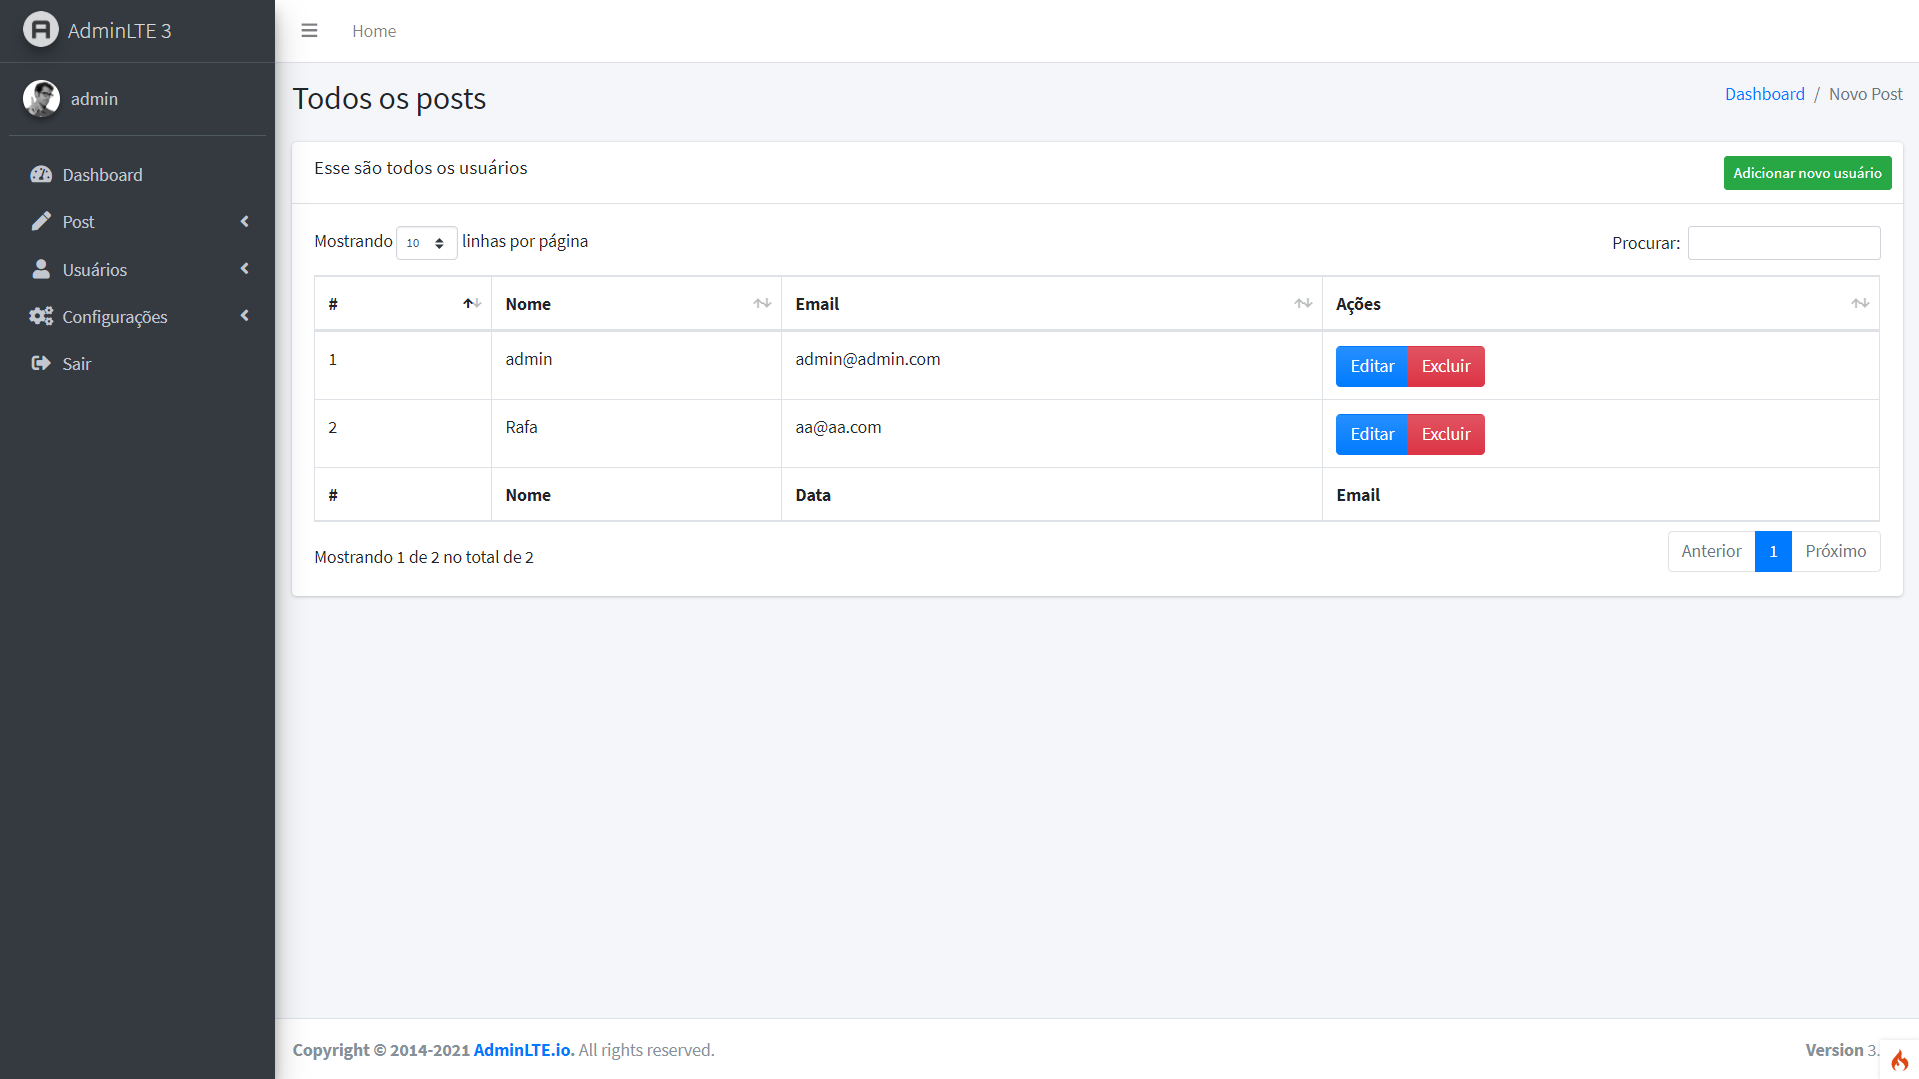 AdminLTE 3
Home
admin
Todos os posts
Dashboard / Novo Post
Dashboard
Post
Usuários
Configurações
Sair
Esse são todos os usuários
Adicionar novo usuário
Mostrando 10 linhas por página
Procurar:
# Nome Email Ações
1 admin admin@admin.com Editar Excluir
2 Rafa aa@aa.com Editar Excluir
# Nome Data Email
Mostrando 1 de 2 no total de 2
Anterior 1 Próximo
Copyright © 2014-2021 AdminLTE.io. All rights reserved.
Version 3.